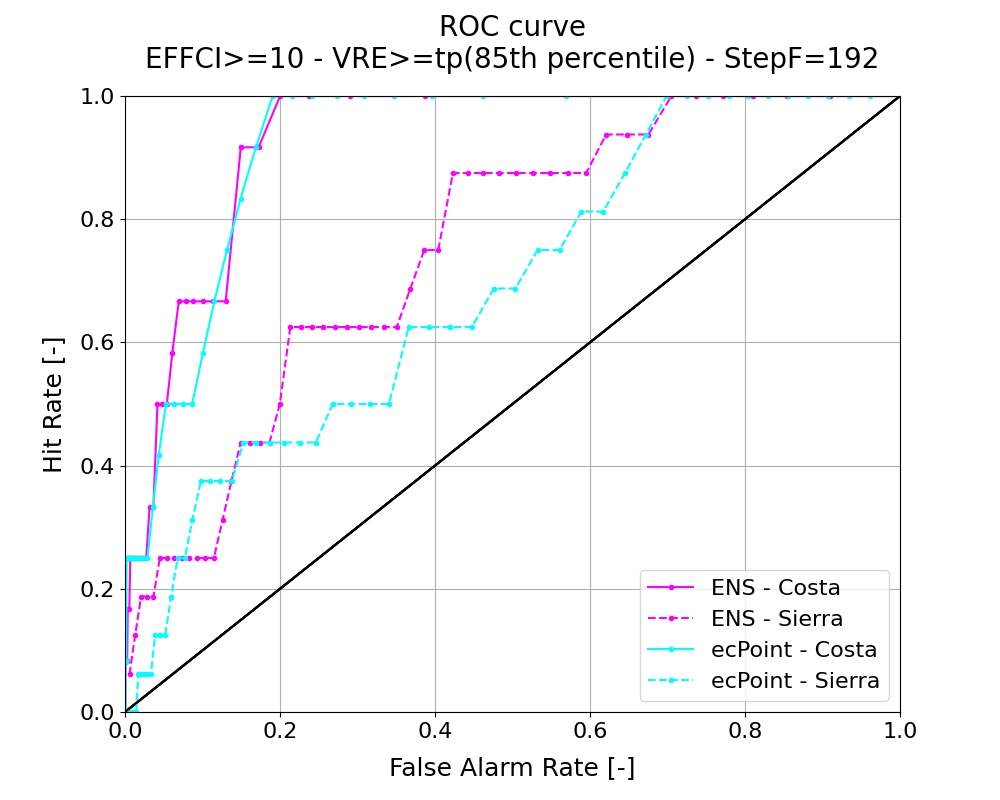 ROC curve
EFFCI>=10 - VRE>=tp(85th percentile) - StepF=192
1.0
0.8
0.6
0.4
0.2
0.0
Hit Rate [-]
0.0 0.2 0.4 0.6 0.8 1.0
False Alarm Rate [-]
ENS - Costa
ENS - Sierra
ecPoint - Costa
ecPoint - Sierra